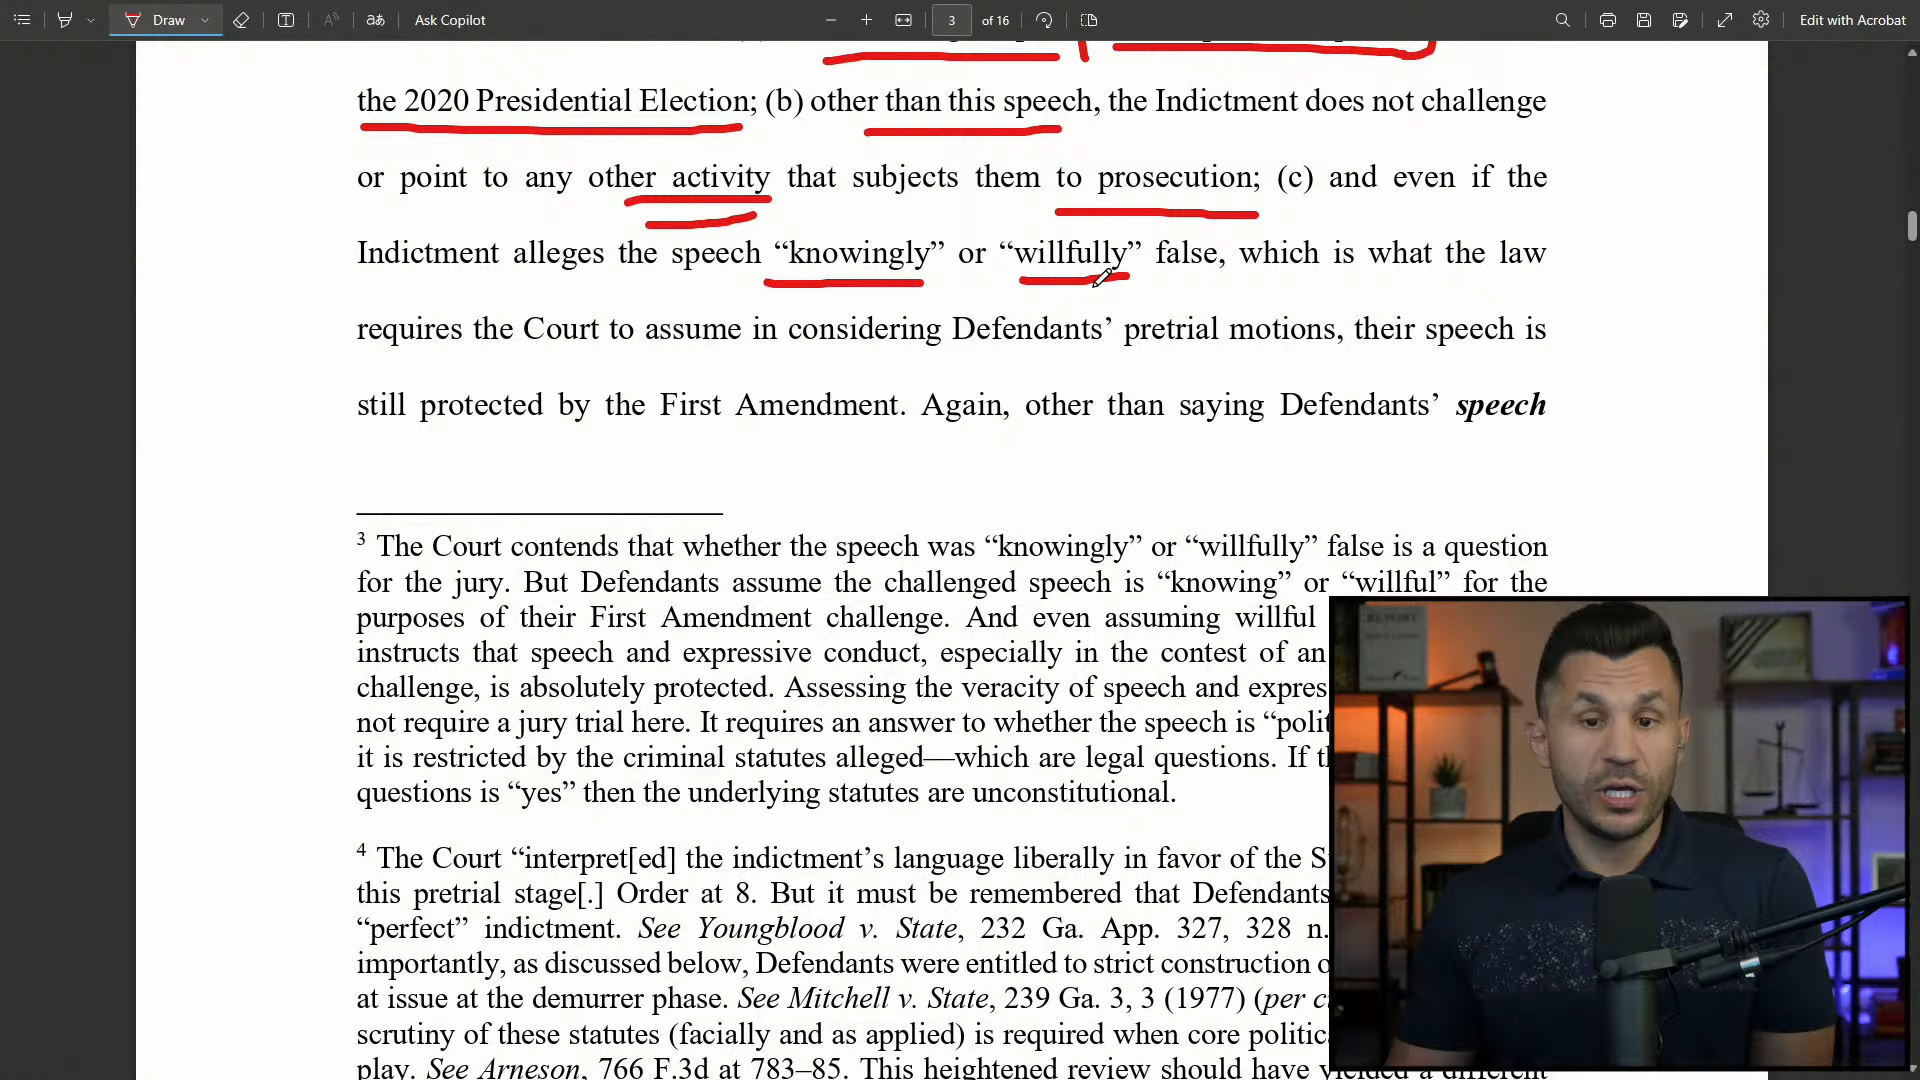 Draw
aあ
Ask Copilot
3
of 16
Edit with Acrobat
the 2020 Presidential Election; (b) other than this speech, the Indictment does not challenge
or point to any other activity that subjects them to prosecution; (c) and even if the
Indictment alleges the speech “knowingly” or “willfully” false, which is what the law
requires the Court to assume in considering Defendants’ pretrial motions, their speech is
still protected by the First Amendment. Again, other than saying Defendants’ speech
3 The Court contends that whether the speech was “knowingly” or “willfully” false is a question
for the jury. But Defendants assume the challenged speech is “knowing” or “willful” for the
purposes of their First Amendment challenge. And even assuming willful
instructs that speech and expressive conduct, especially in the contest of an
challenge, is absolutely protected. Assessing the veracity of speech and expres
not require a jury trial here. It requires an answer to whether the speech is “polit
it is restricted by the criminal statutes alleged—which are legal questions. If th
questions is “yes” then the underlying statutes are unconstitutional.
4 The Court “interpret[ed] the indictment’s language liberally in favor of the S
this pretrial stage[.] Order at 8. But it must be remembered that Defendants
“perfect” indictment. See Youngblood v. State, 232 Ga. App. 327, 328 n.
importantly, as discussed below, Defendants were entitled to strict construction o
at issue at the demurrer phase. See Mitchell v. State, 239 Ga. 3, 3 (1977) (per c
scrutiny of these statutes (facially and as applied) is required when core politic
play. See Arneson, 766 F.3d at 783–85. This heightened review should have yielded a different
REPORT